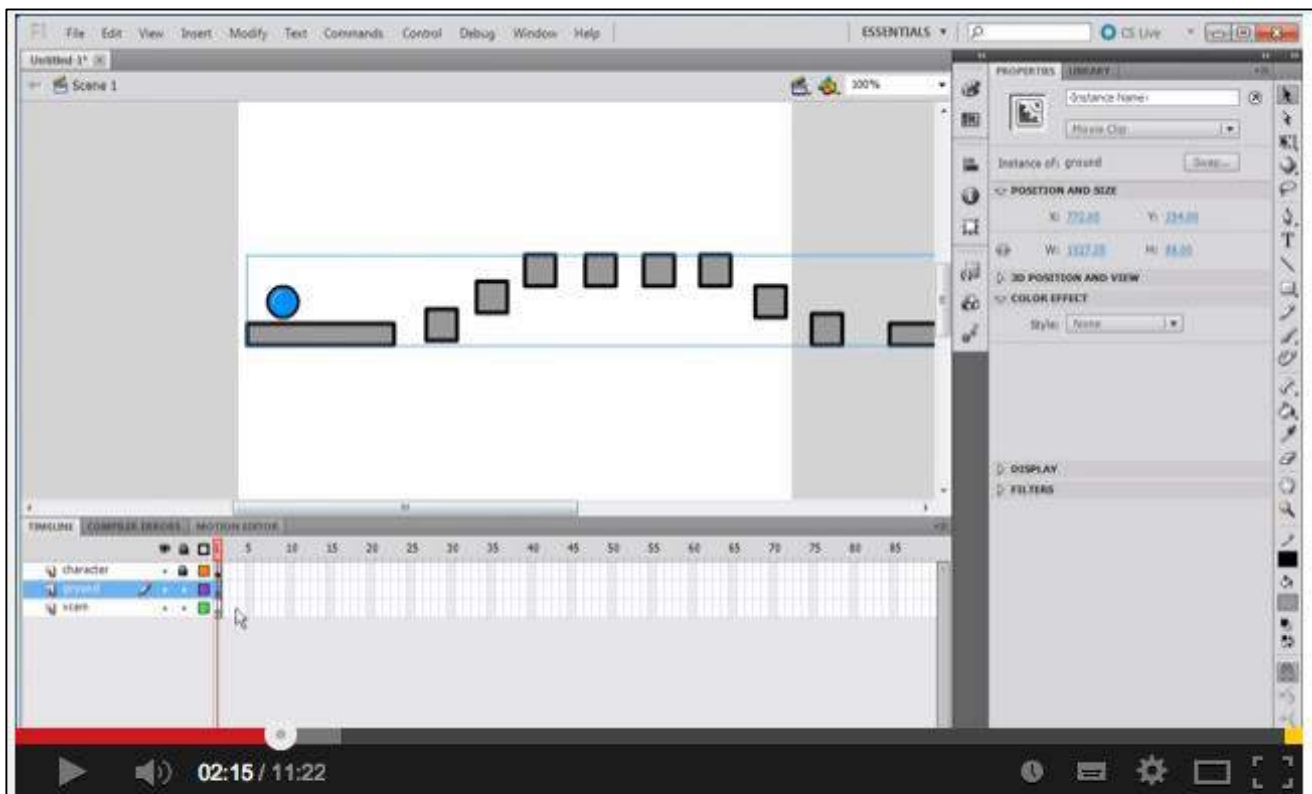 Fl File Edit View Insert Modify Text Commands Control Debug Window Help ESSENTIALS CS Live
Untitled-1*
Scene 1 100%
PROPERTIES LIBRARY
<Instance Name>
Movie Clip
Instance of: ground Swap...
POSITION AND SIZE
X: Y:
W: H:
3D POSITION AND VIEW
COLOR EFFECT
Style: None
DISPLAY
FILTERS
TIMELINE COMPILER ERRORS MOTION EDITOR
5 10 15 20 25 30 35 40 45 50 55 60 65 70 75 80 85
character
ground
vcam
02:15 / 11:22